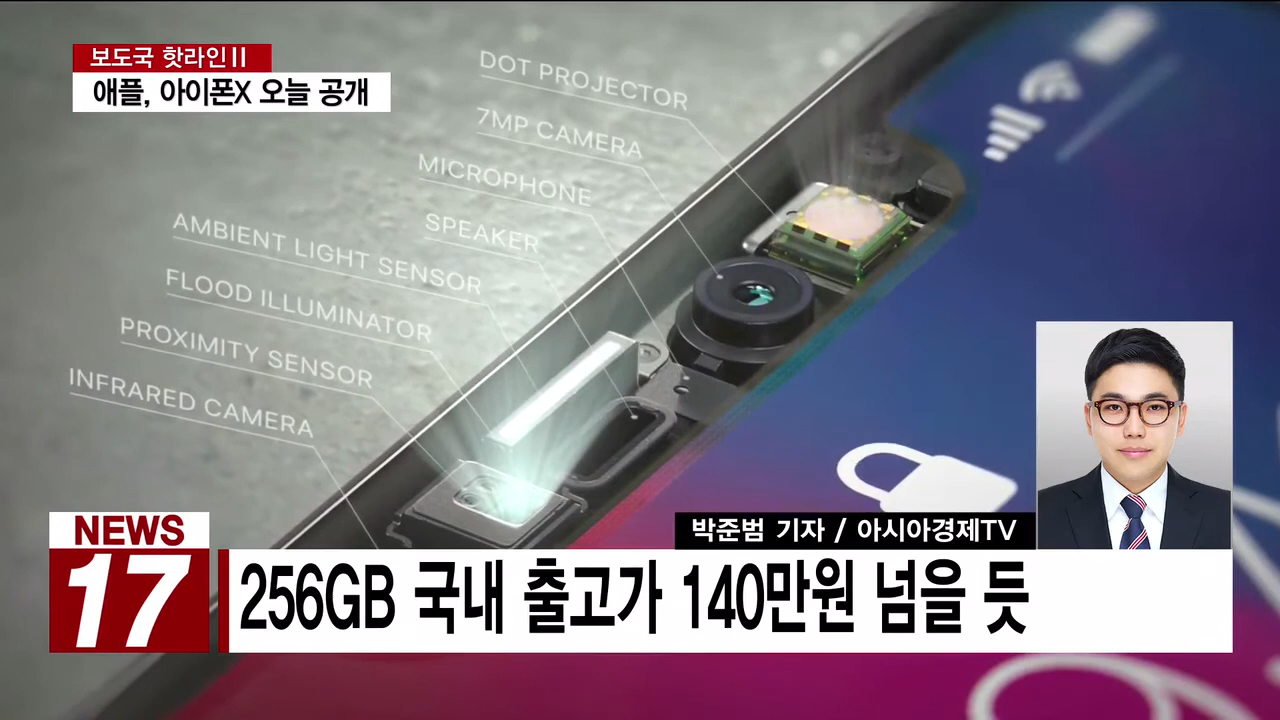 보도국 핫라인Ⅱ
애플, 아이폰X 오늘 공개
DOT PROJECTOR
7MP CAMERA
MICROPHONE
SPEAKER
AMBIENT LIGHT SENSOR
FLOOD ILLUMINATOR
PROXIMITY SENSOR
INFRARED CAMERA
박준범 기자 / 아시아경제TV
NEWS
17
256GB 국내 출고가 140만원 넘을 듯